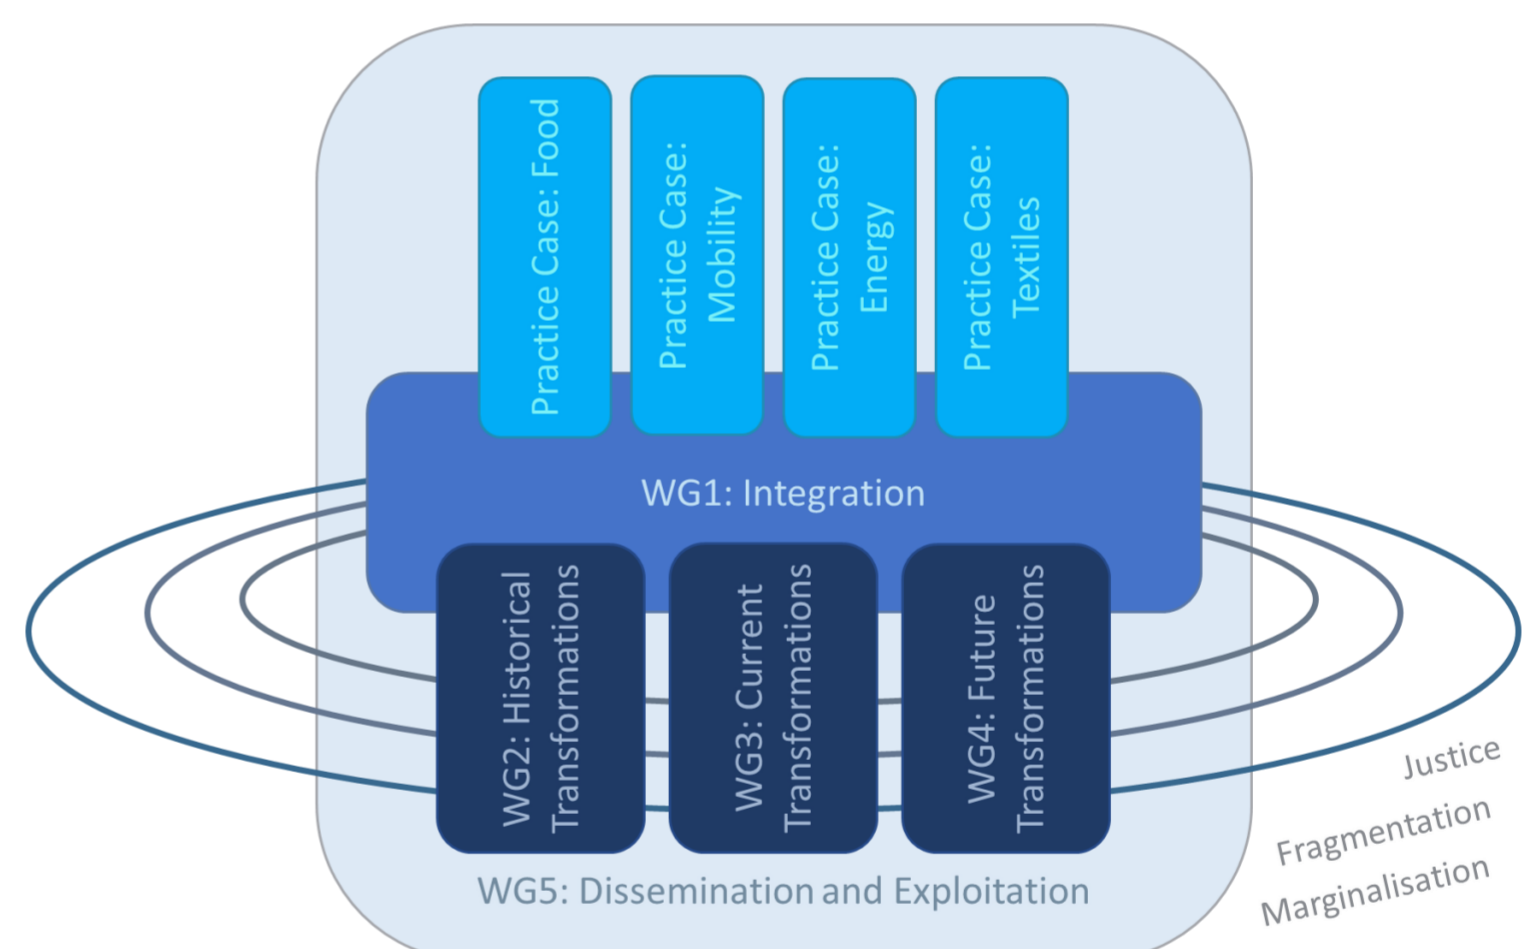 Practice Case: Food
Practice Case:
Mobility
Practice Case:
Energy
Practice Case:
Textiles
WG1: Integration
WG2: Historical
Transformations
WG3: Current
Transformations
WG4: Future
Transformations
WG5: Dissemination and Exploitation
Justice
Fragmentation
Marginalisation